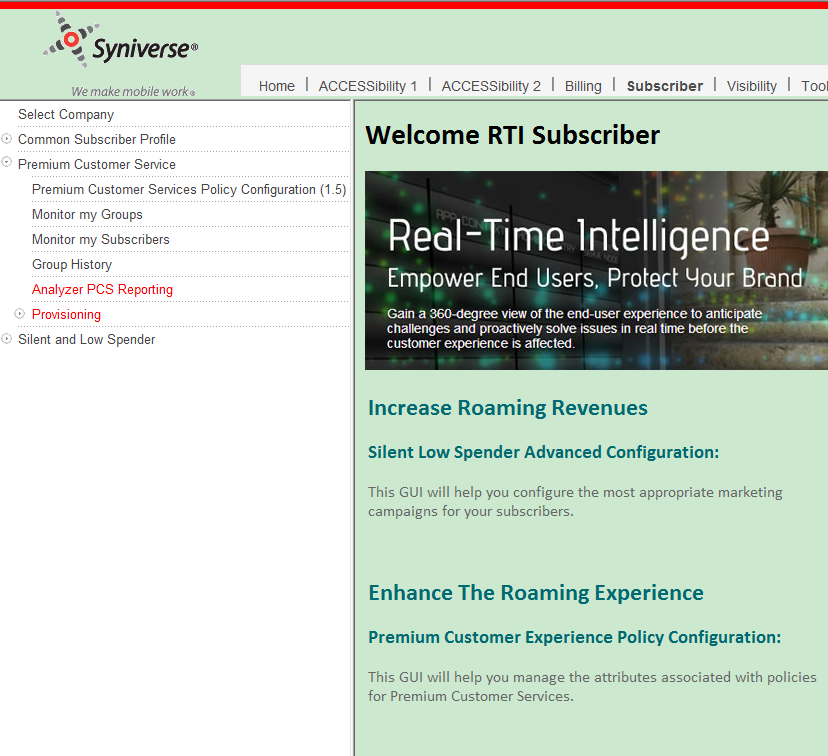 Syniverse®
We make mobile work®
Home | ACCESSibility 1 | ACCESSibility 2 | Billing | Subscriber | Visibility | Tool
Select Company
Common Subscriber Profile
Premium Customer Service
Premium Customer Services Policy Configuration (1.5)
Monitor my Groups
Monitor my Subscribers
Group History
Analyzer PCS Reporting
Provisioning
Silent and Low Spender
Welcome RTI Subscriber
Real-Time Intelligence
Empower End Users, Protect Your Brand
Gain a 360-degree view of the end-user experience to anticipate
challenges and proactively solve issues in real time before the
customer experience is affected.
Increase Roaming Revenues
Silent Low Spender Advanced Configuration:
This GUI will help you configure the most appropriate marketing
campaigns for your subscribers.
Enhance The Roaming Experience
Premium Customer Experience Policy Configuration:
This GUI will help you manage the attributes associated with policies
for Premium Customer Services.